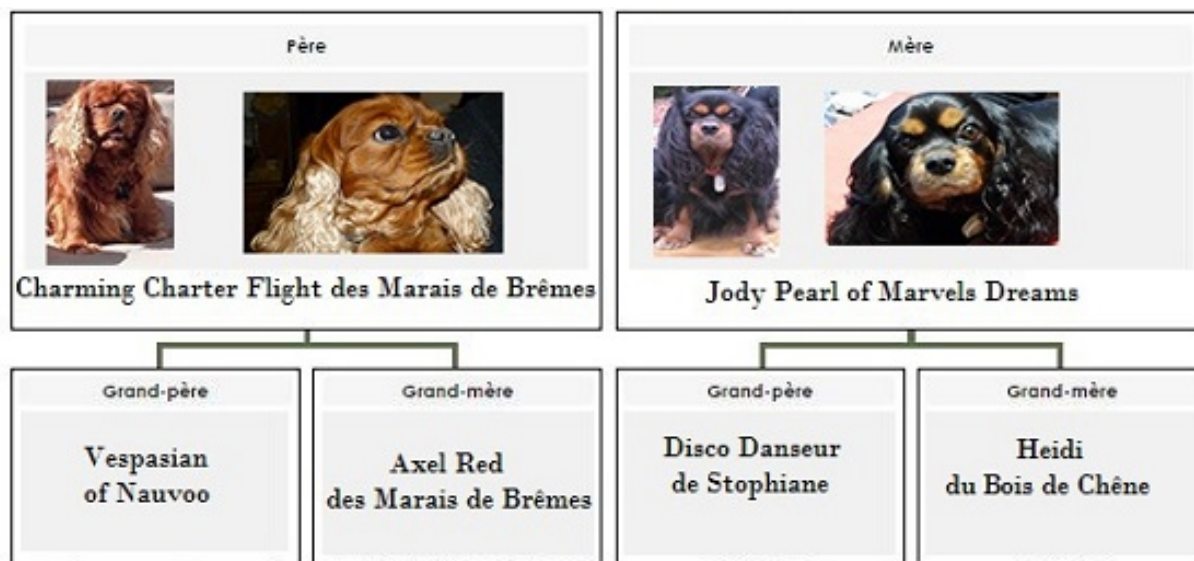 Père
Mère
Charming Charter Flight des Marais de Brêmes
Jody Pearl of Marvels Dreams
Grand-père
Grand-mère
Grand-père
Grand-mère
Vespasian
of Nauvoo
Axel Red
des Marais de Brêmes
Disco Danseur
de Stophiane
Heidi
du Bois de Chêne